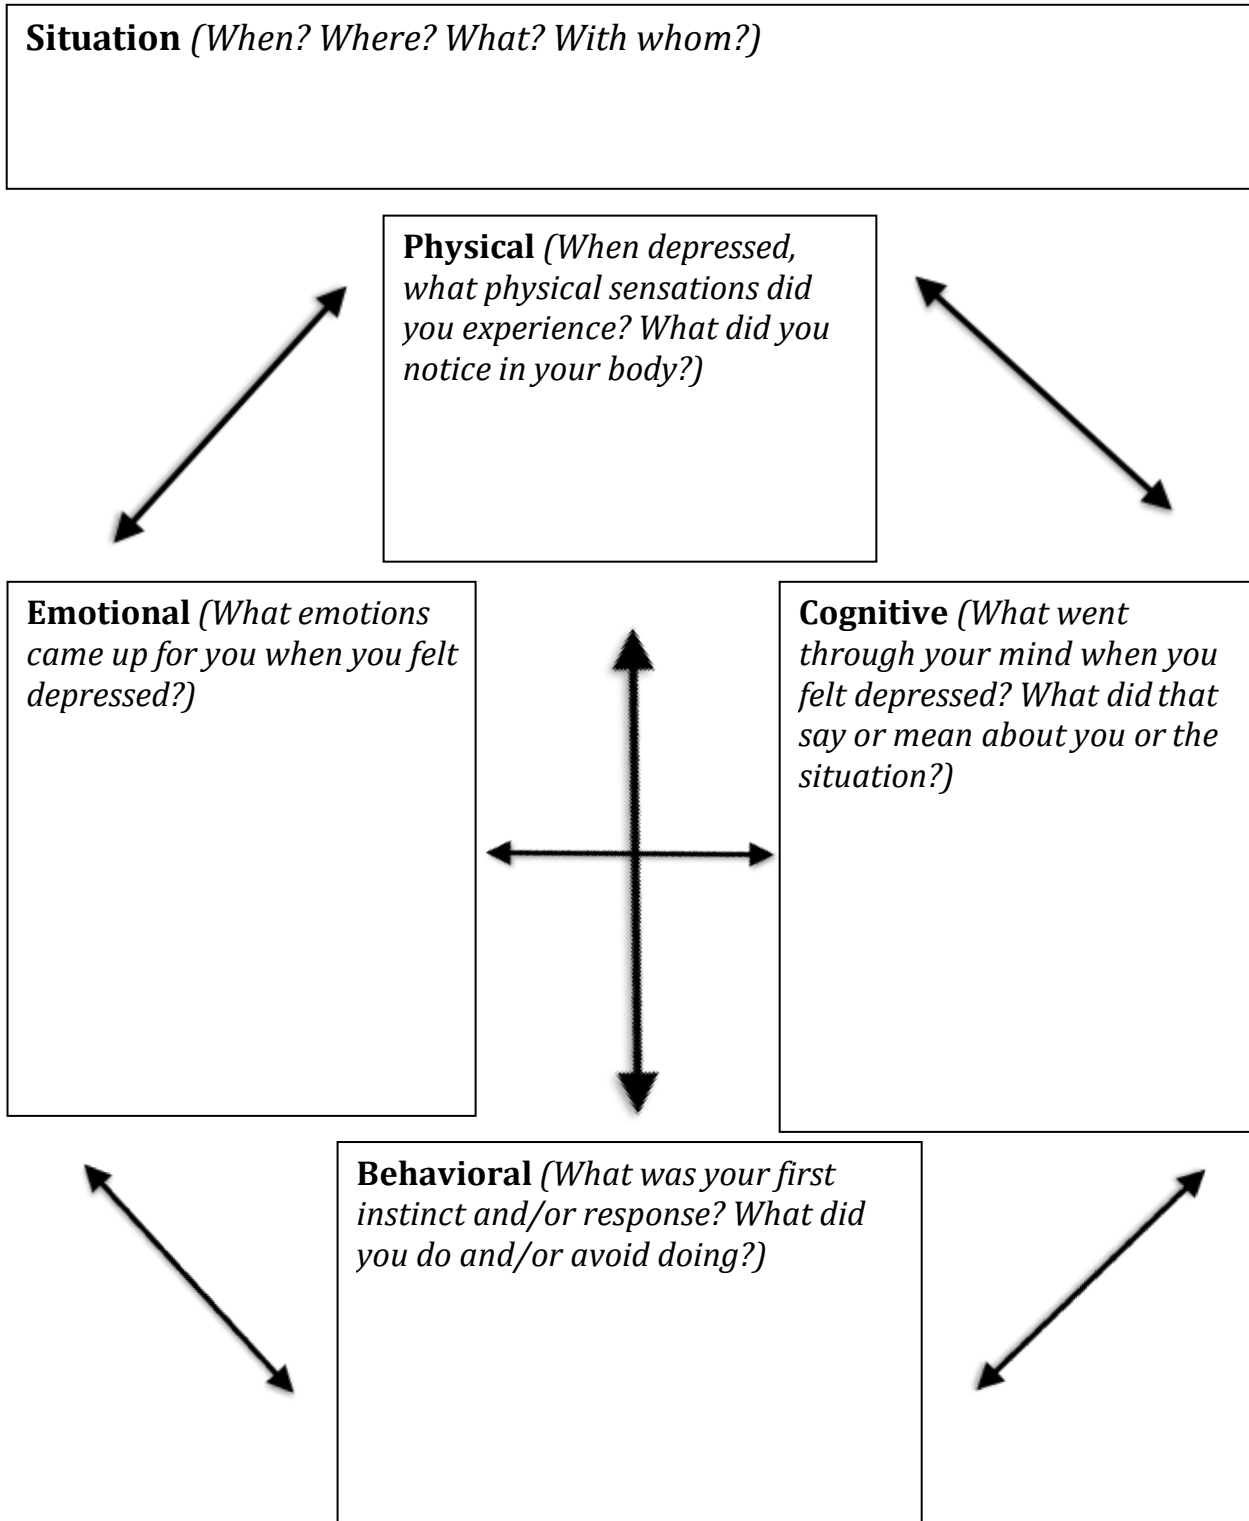 Situation (When? Where? What? With whom?)
Physical (When depressed,
what physical sensations did
you experience? What did you
notice in your body?)
Emotional (What emotions
came up for you when you felt
depressed?)
Cognitive (What went
through your mind when you
felt depressed? What did that
say or mean about you or the
situation?)
Behavioral (What was your first
instinct and/or response? What did
you do and/or avoid doing?)